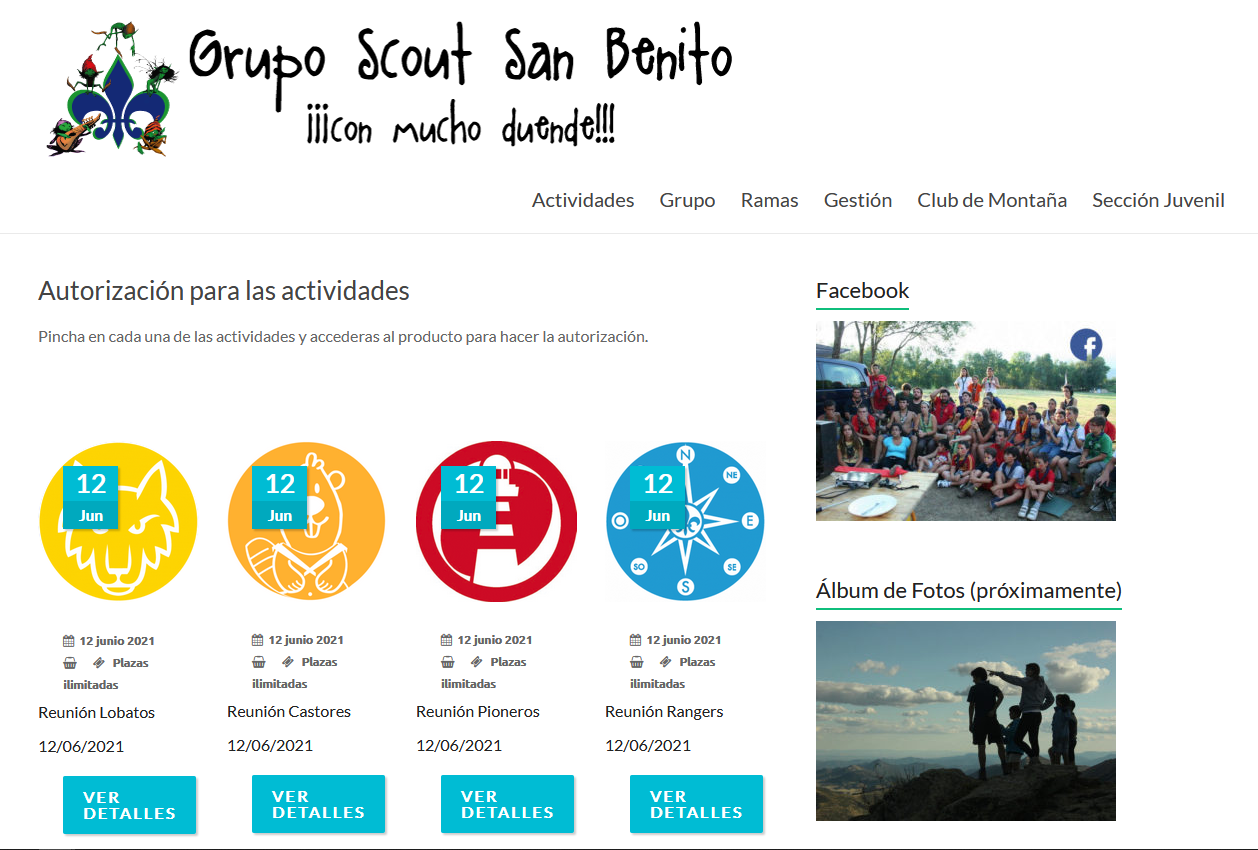 Grupo Scout San Benito
¡¡¡con mucho duende!!!
Actividades Grupo Ramas Gestión Club de Montaña Sección Juvenil
Autorización para las actividades
Pincha en cada una de las actividades y accederas al producto para hacer la autorización.
12
Jun
12 junio 2021
Plazas
ilimitadas
Reunión Lobatos
12/06/2021
VER
DETALLES
12
Jun
12 junio 2021
Plazas
ilimitadas
Reunión Castores
12/06/2021
VER
DETALLES
12
Jun
12 junio 2021
Plazas
ilimitadas
Reunión Pioneros
12/06/2021
VER
DETALLES
N
NE
12
Jun
O
E
SO
SE
S
12 junio 2021
Plazas
ilimitadas
Reunión Rangers
12/06/2021
VER
DETALLES
Facebook
f
Álbum de Fotos (próximamente)